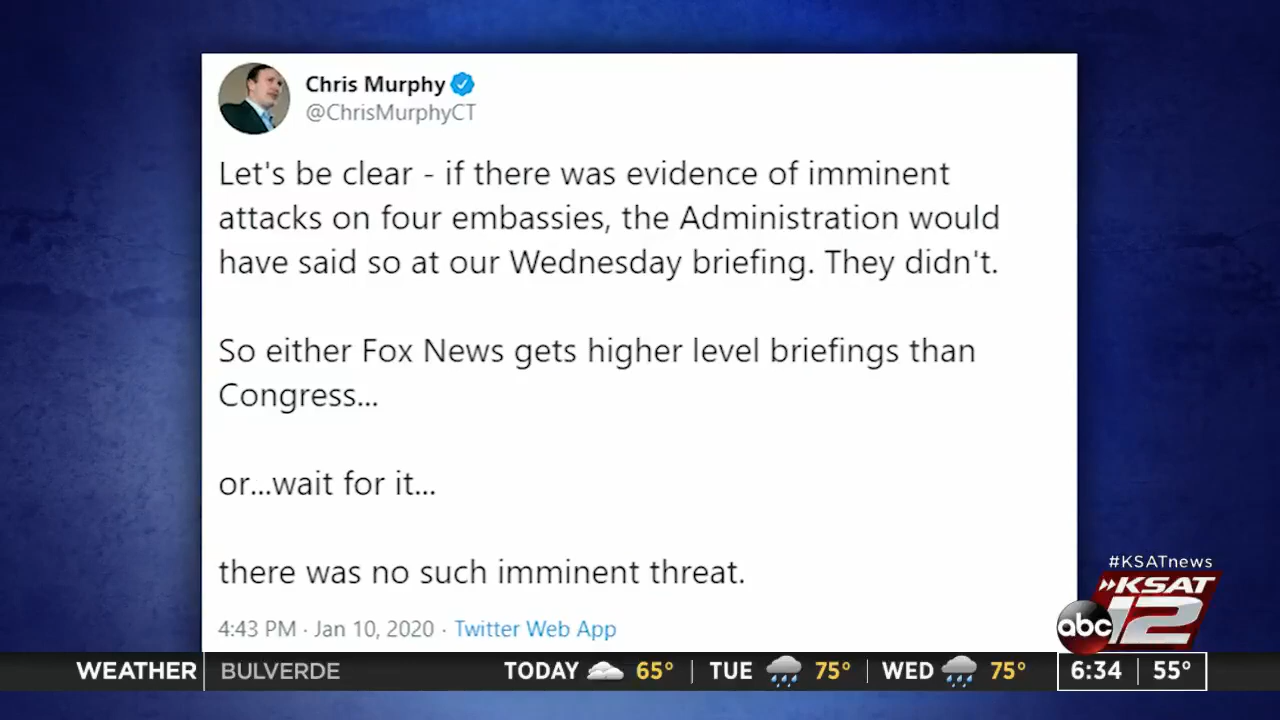 Chris Murphy
@ChrisMurphyCT
Let's be clear - if there was evidence of imminent
attacks on four embassies, the Administration would
have said so at our Wednesday briefing. They didn't.
So either Fox News gets higher level briefings than
Congress...
or...wait for it...
there was no such imminent threat.
4:43 PM · Jan 10, 2020 · Twitter Web App
#KSATnews
KSAT
abc 12
WEATHER BULVERDE TODAY 65° TUE 75° WED 75° 6:34 55°